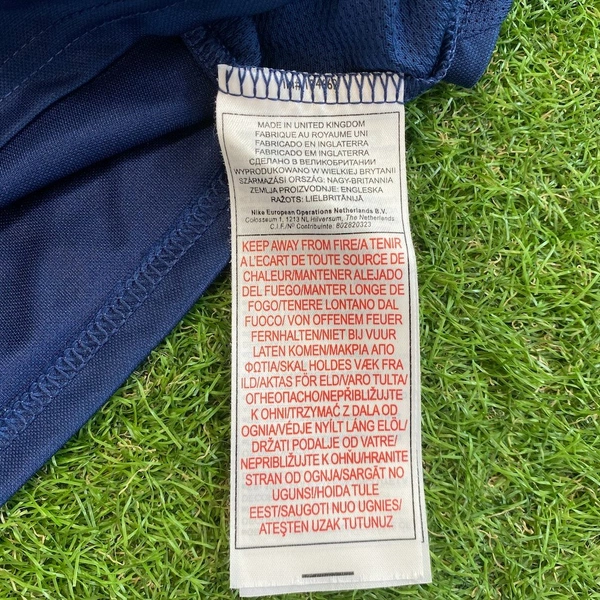 MADE IN UNITED KINGDOM
FABRIQUE AU ROYAUME UNI
FABRICADO EN INGLATERRA
FABRICADO EM INGLATERRA
СДЕЛАНО В ВЕЛИКОБРИТАНИИ
WYPRODUKOWANO W WIELKIEJ BRYTANII
SZÁRMAZÁSI ORSZÁG: NAGY-BRITANNIA
ZEMLJA PROIZVODNJE: ENGLESKA
RAŽOTS: LIELBRITĀNIJA
Nike European Operations Netherlands B.V.
Colosseum 1. 1213 NL Hilversum, The Netherlands
C.I.F./Nº Contribuinte: 802820323
KEEP AWAY FROM FIRE/A TENIR
A L'ECART DE TOUTE SOURCE DE
CHALEUR/MANTENER ALEJADO
DEL FUEGO/MANTER LONGE DE
FOGO/TENERE LONTANO DAL
FUOCO/ VON OFFENEM FEUER
FERNHALTEN/NIET BIJ VUUR
LATEN KOMEN/ΜΑΚΡΙΑ ΑΠΟ
ΦΩΤΙΑ/SKAL HOLDES VÆK FRA
ILD/AKTAS FÖR ELD/VARO TULTA/
ОГНЕОПАСНО/NEPŘIBLIŽUJTE
K OHNI/TRZYMAĆ Z DALA OD
OGNIA/VÉDJE NYÍLT LÁNG ELŐL/
DRŽATI PODALJE OD VATRE/
NEPRIBLIŽUJTE K OHŇU/HRANITE
STRAN OD OGNJA/SARGĀT NO
UGUNS/HOIDA TULE
EEST/SAUGOTI NUO UGNIES/
ATEŞTEN UZAK TUTUNUZ